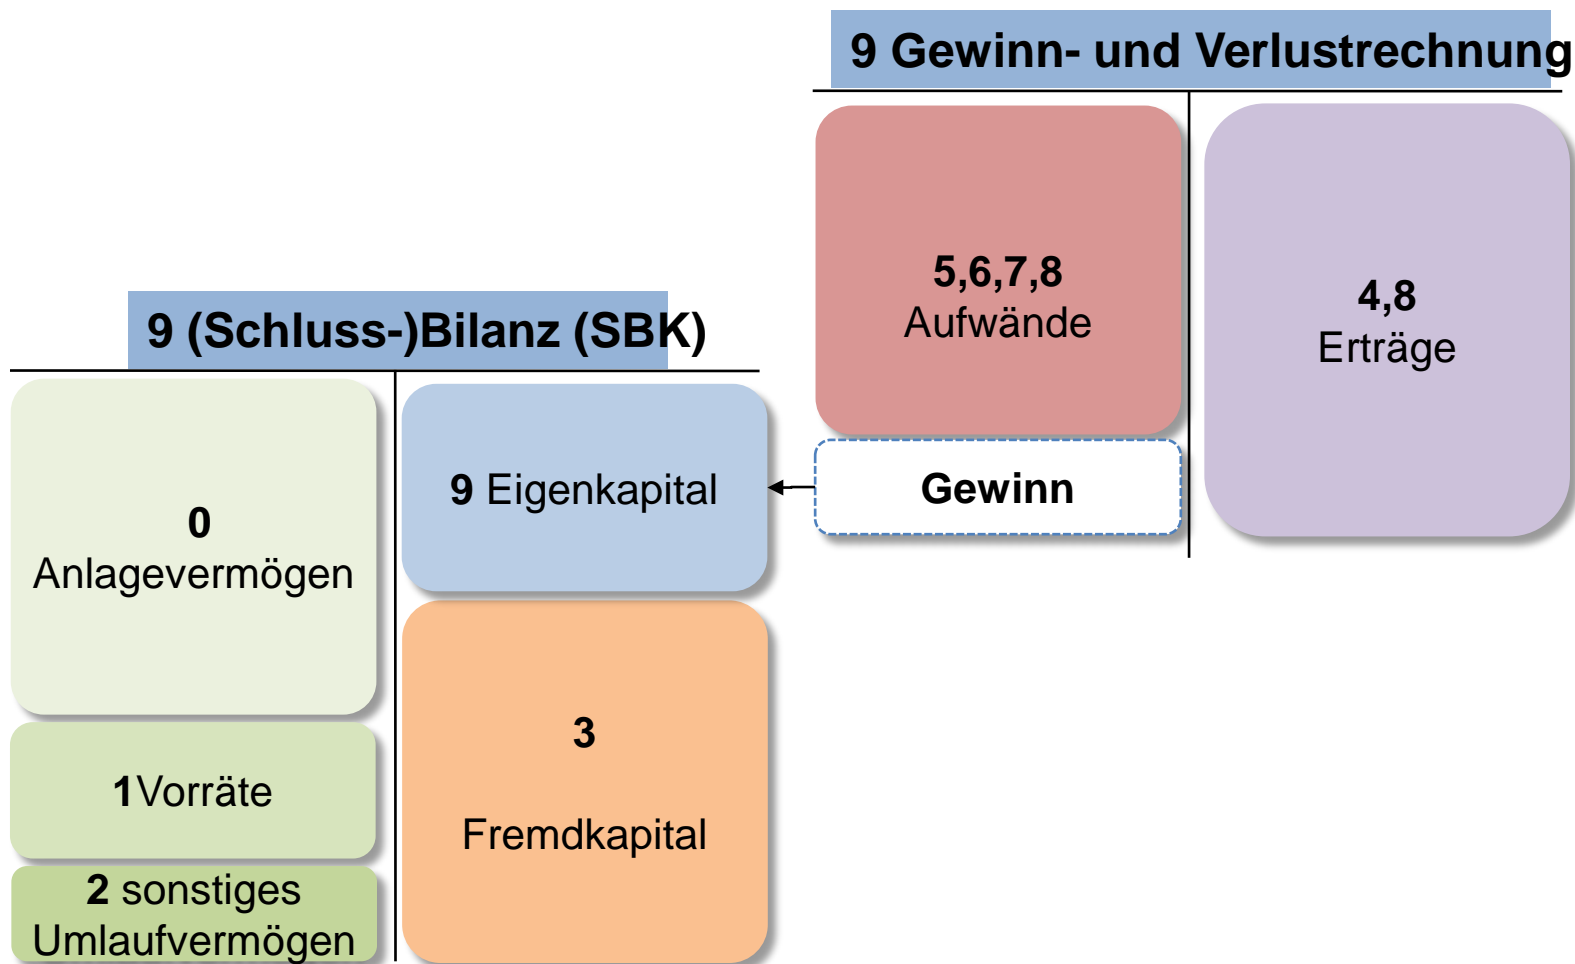 9 Gewinn- und Verlustrechnung
5,6,7,8
Aufwände
4,8
Erträge
Gewinn
9 (Schluss-)Bilanz (SBK)
0
Anlagevermögen
1Vorräte
2 sonstiges
Umlaufvermögen
9 Eigenkapital
3
Fremdkapital